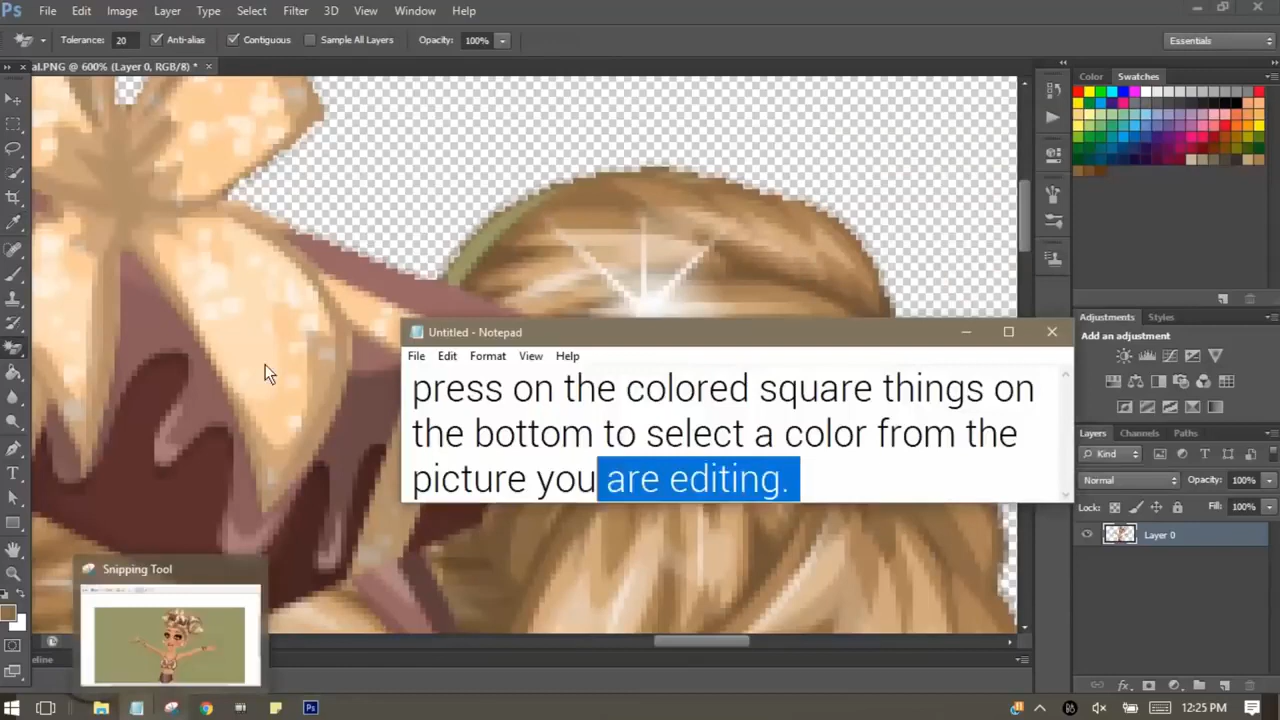 Ps File Edit Image Layer Type Select Filter 3D View Window Help
Tolerance: 20 Anti-alias Contiguous Sample All Layers Opacity: 100% Essentials
al.PNG @ 600% (Layer 0, RGB/8) * ×
Color Swatches
Untitled - Notepad
File Edit Format View Help
press on the colored square things on
the bottom to select a color from the
picture you are editing.
Adjustments Styles
Add an adjustment
Layers Channels Paths
Kind
Normal Opacity: 100%
Lock: Fill: 100%
Layer 0
Snipping Tool
eline
fx
Ps 12:25 PM